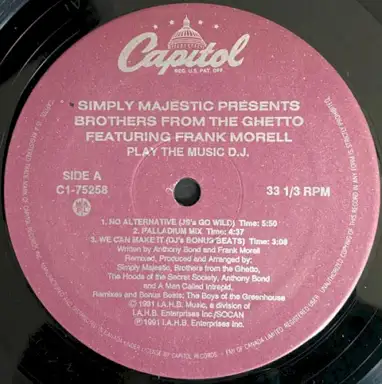 Capitol
REG. U.S. PAT. OFF.
SIMPLY MAJESTIC PRESENTS
BROTHERS FROM THE GHETTO
FEATURING FRANK MORELL
PLAY THE MUSIC D.J.
SIDE A
C1-75258
33 1/3 RPM
1. NO ALTERNATIVE (JS's GO WILD) Time: 5:50
2. PALLADIUM MIX Time: 4:37
3. WE CAN MAKE IT (DJ's BONUS BEATS) Time: 3:08
Written by Anthony Bond and Frank Morell
Remixed, Produced and Arranged by:
Simply Majestic, Brothers from the Ghetto,
The Hoods of the Secret Society, Anthony Bond
and A Men Called Intrepid.
Remixes and Bonus Beats: The Boys of the Greenhouse
© 1991 I.A.H.B. Music, a division of
I.A.H.B. Enterprises Inc/SOCAN
℗ 1991 I.A.H.B. Enterprises Inc.